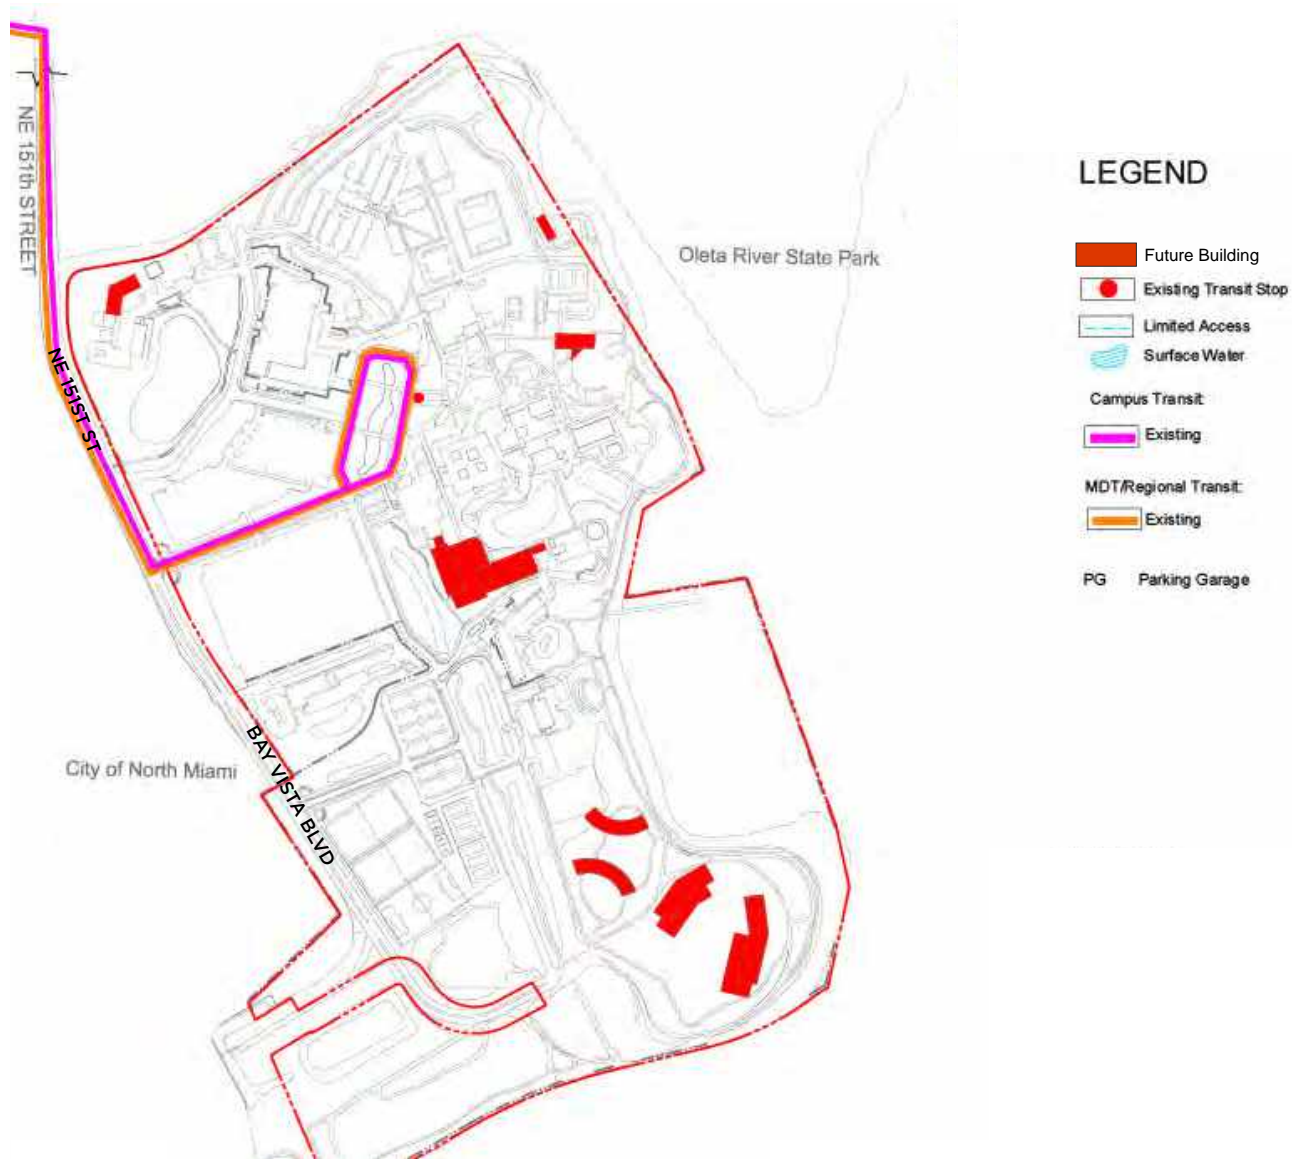 NE 151th STREET
Oleta River State Park
NE 151ST ST
City of North Miami
BAY VISTA BLVD
LEGEND
Future Building
Existing Transit Stop
Limited Access
Surface Water
Campus Transit:
Existing
MDT/Regional Transit:
Existing
PG Parking Garage